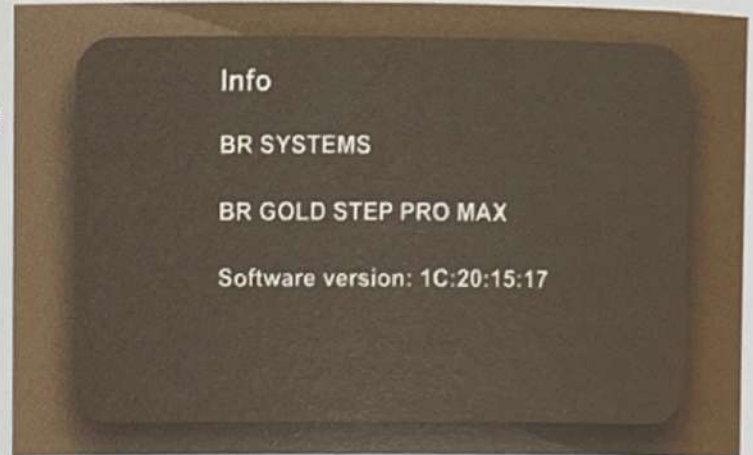 Info
BR SYSTEMS
BR GOLD STEP PRO MAX
Software version: 1C:20:15:17